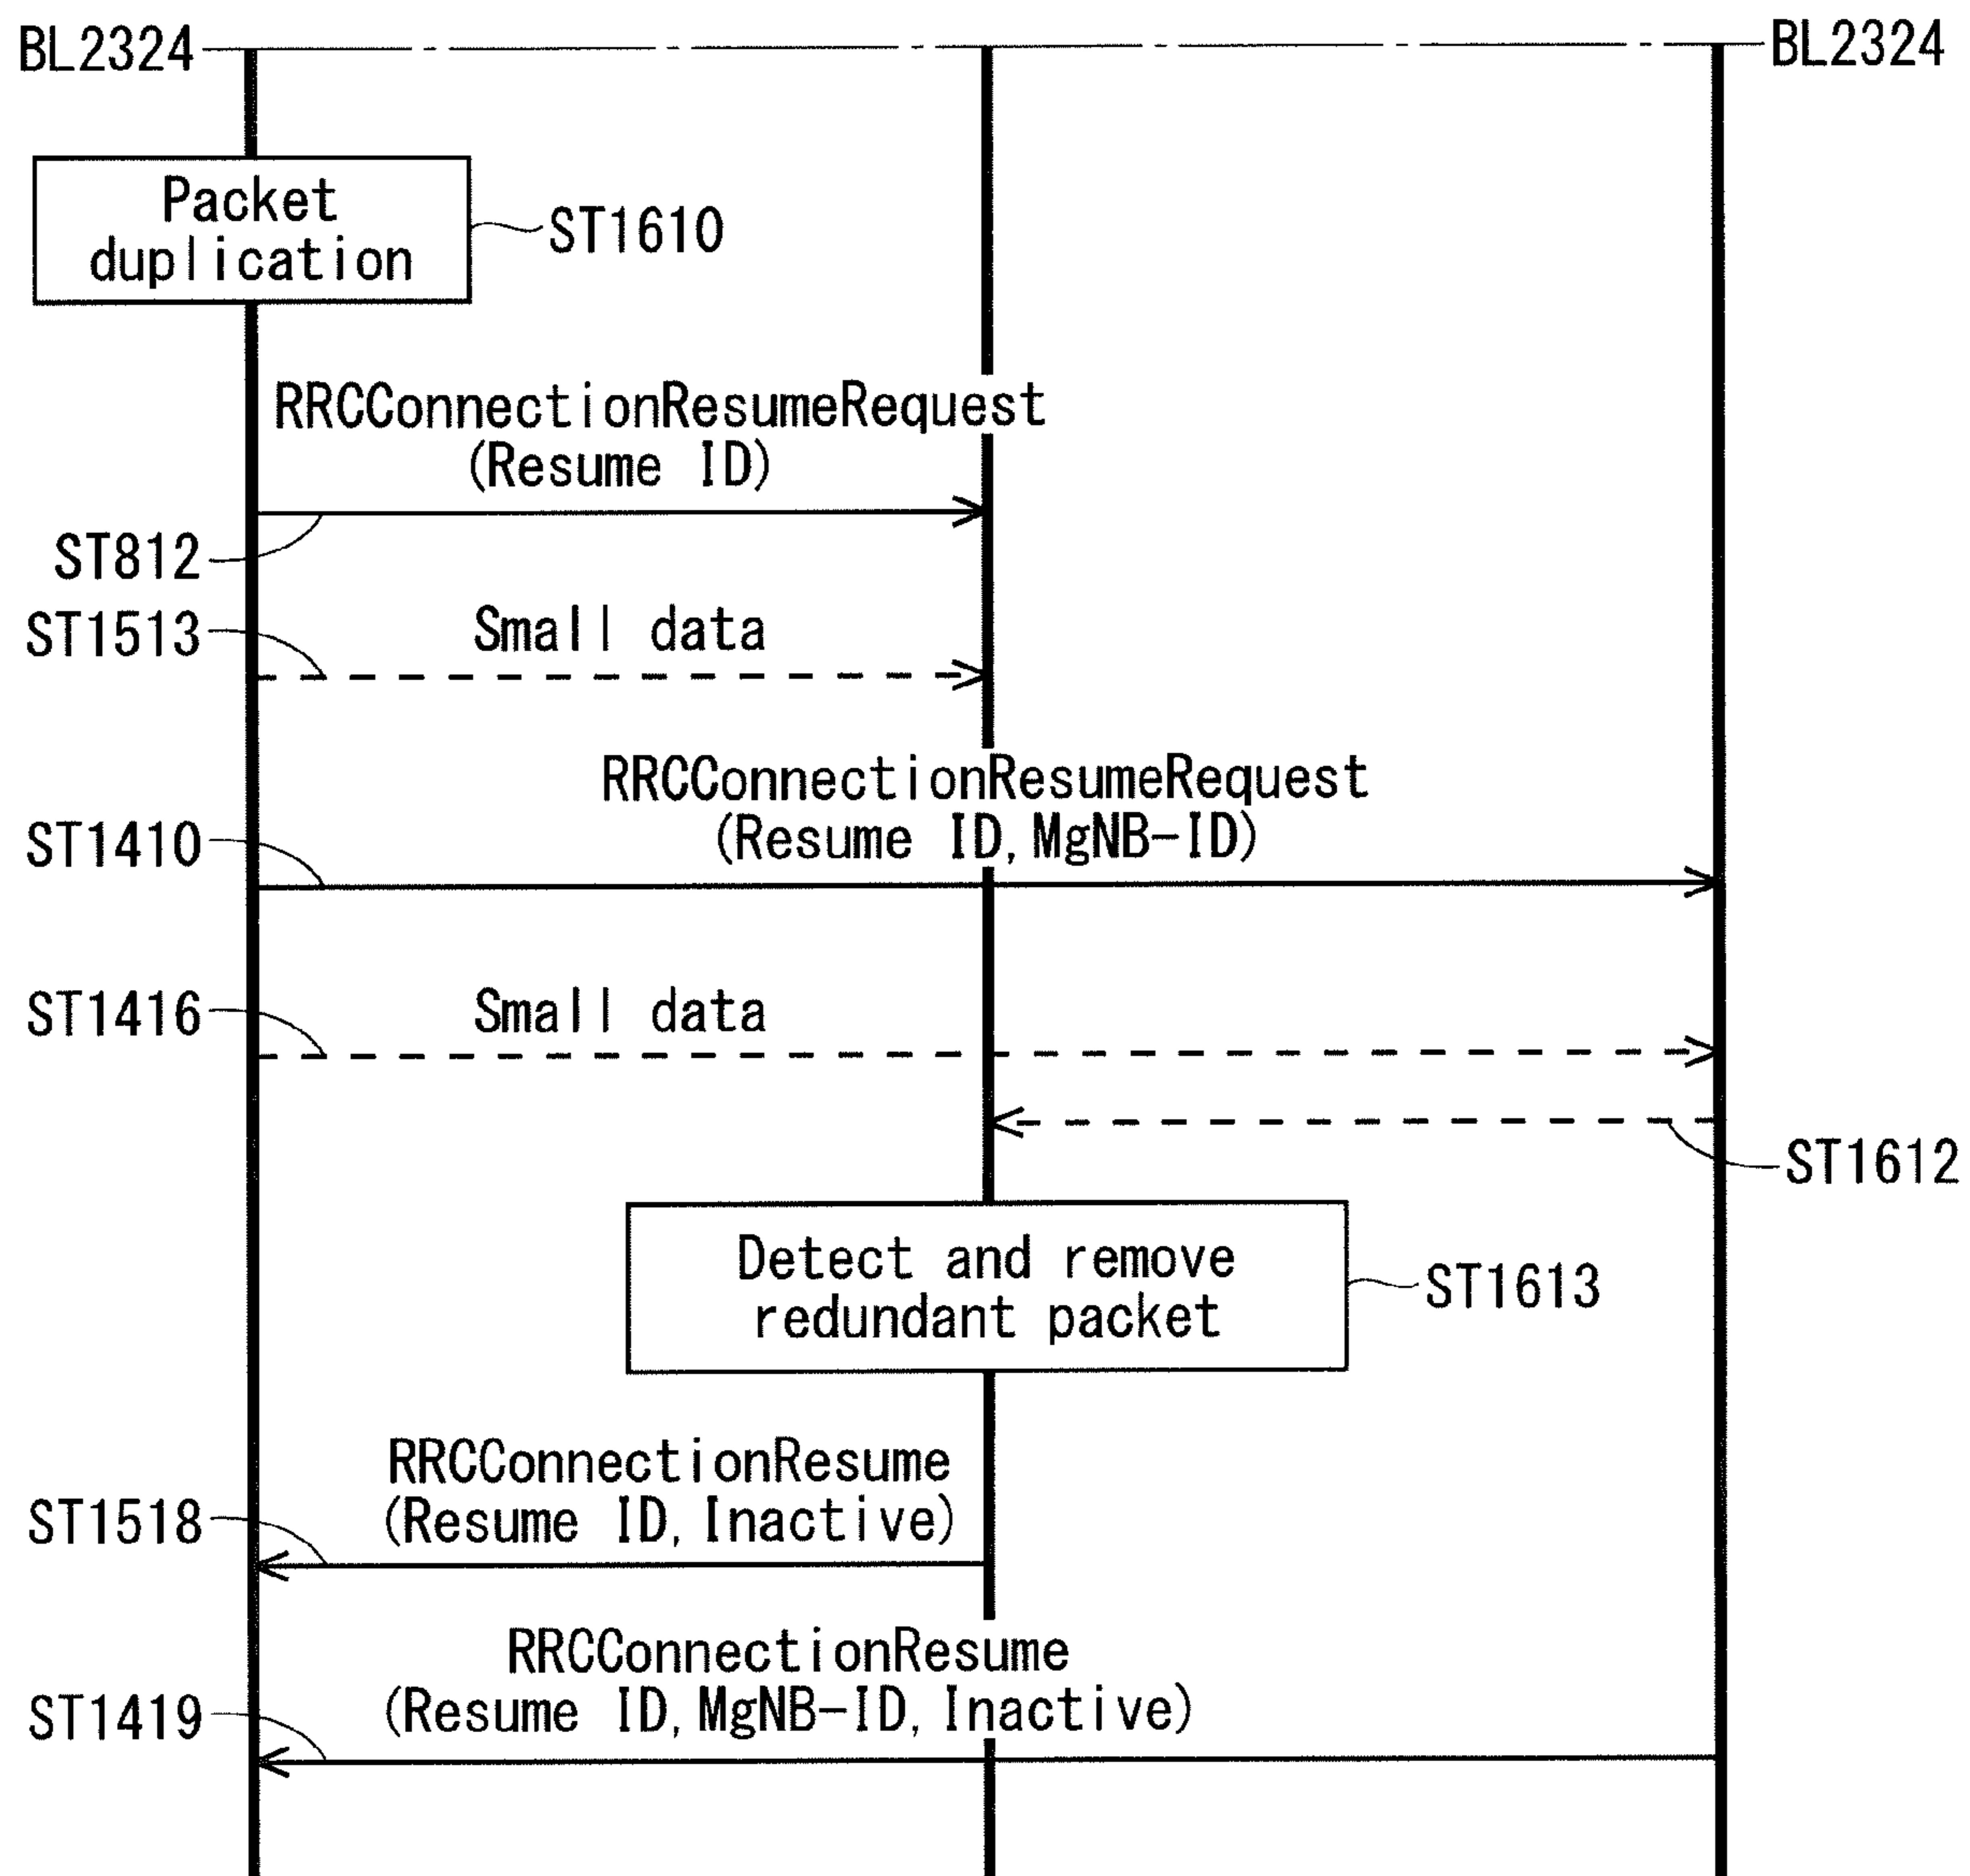 BL2324
BL2324
Packet
duplication
ST1610
RRCConnectionResumeRequest
(Resume ID)
ST812
ST1513
Small data
RRCConnectionResumeRequest
(Resume ID, MgNB-ID)
ST1410
ST1416
Small data
ST1612
Detect and remove
redundant packet
ST1613
RRCConnectionResume
(Resume ID, Inactive)
ST1518
RRCConnectionResume
(Resume ID, MgNB-ID, Inactive)
ST1419